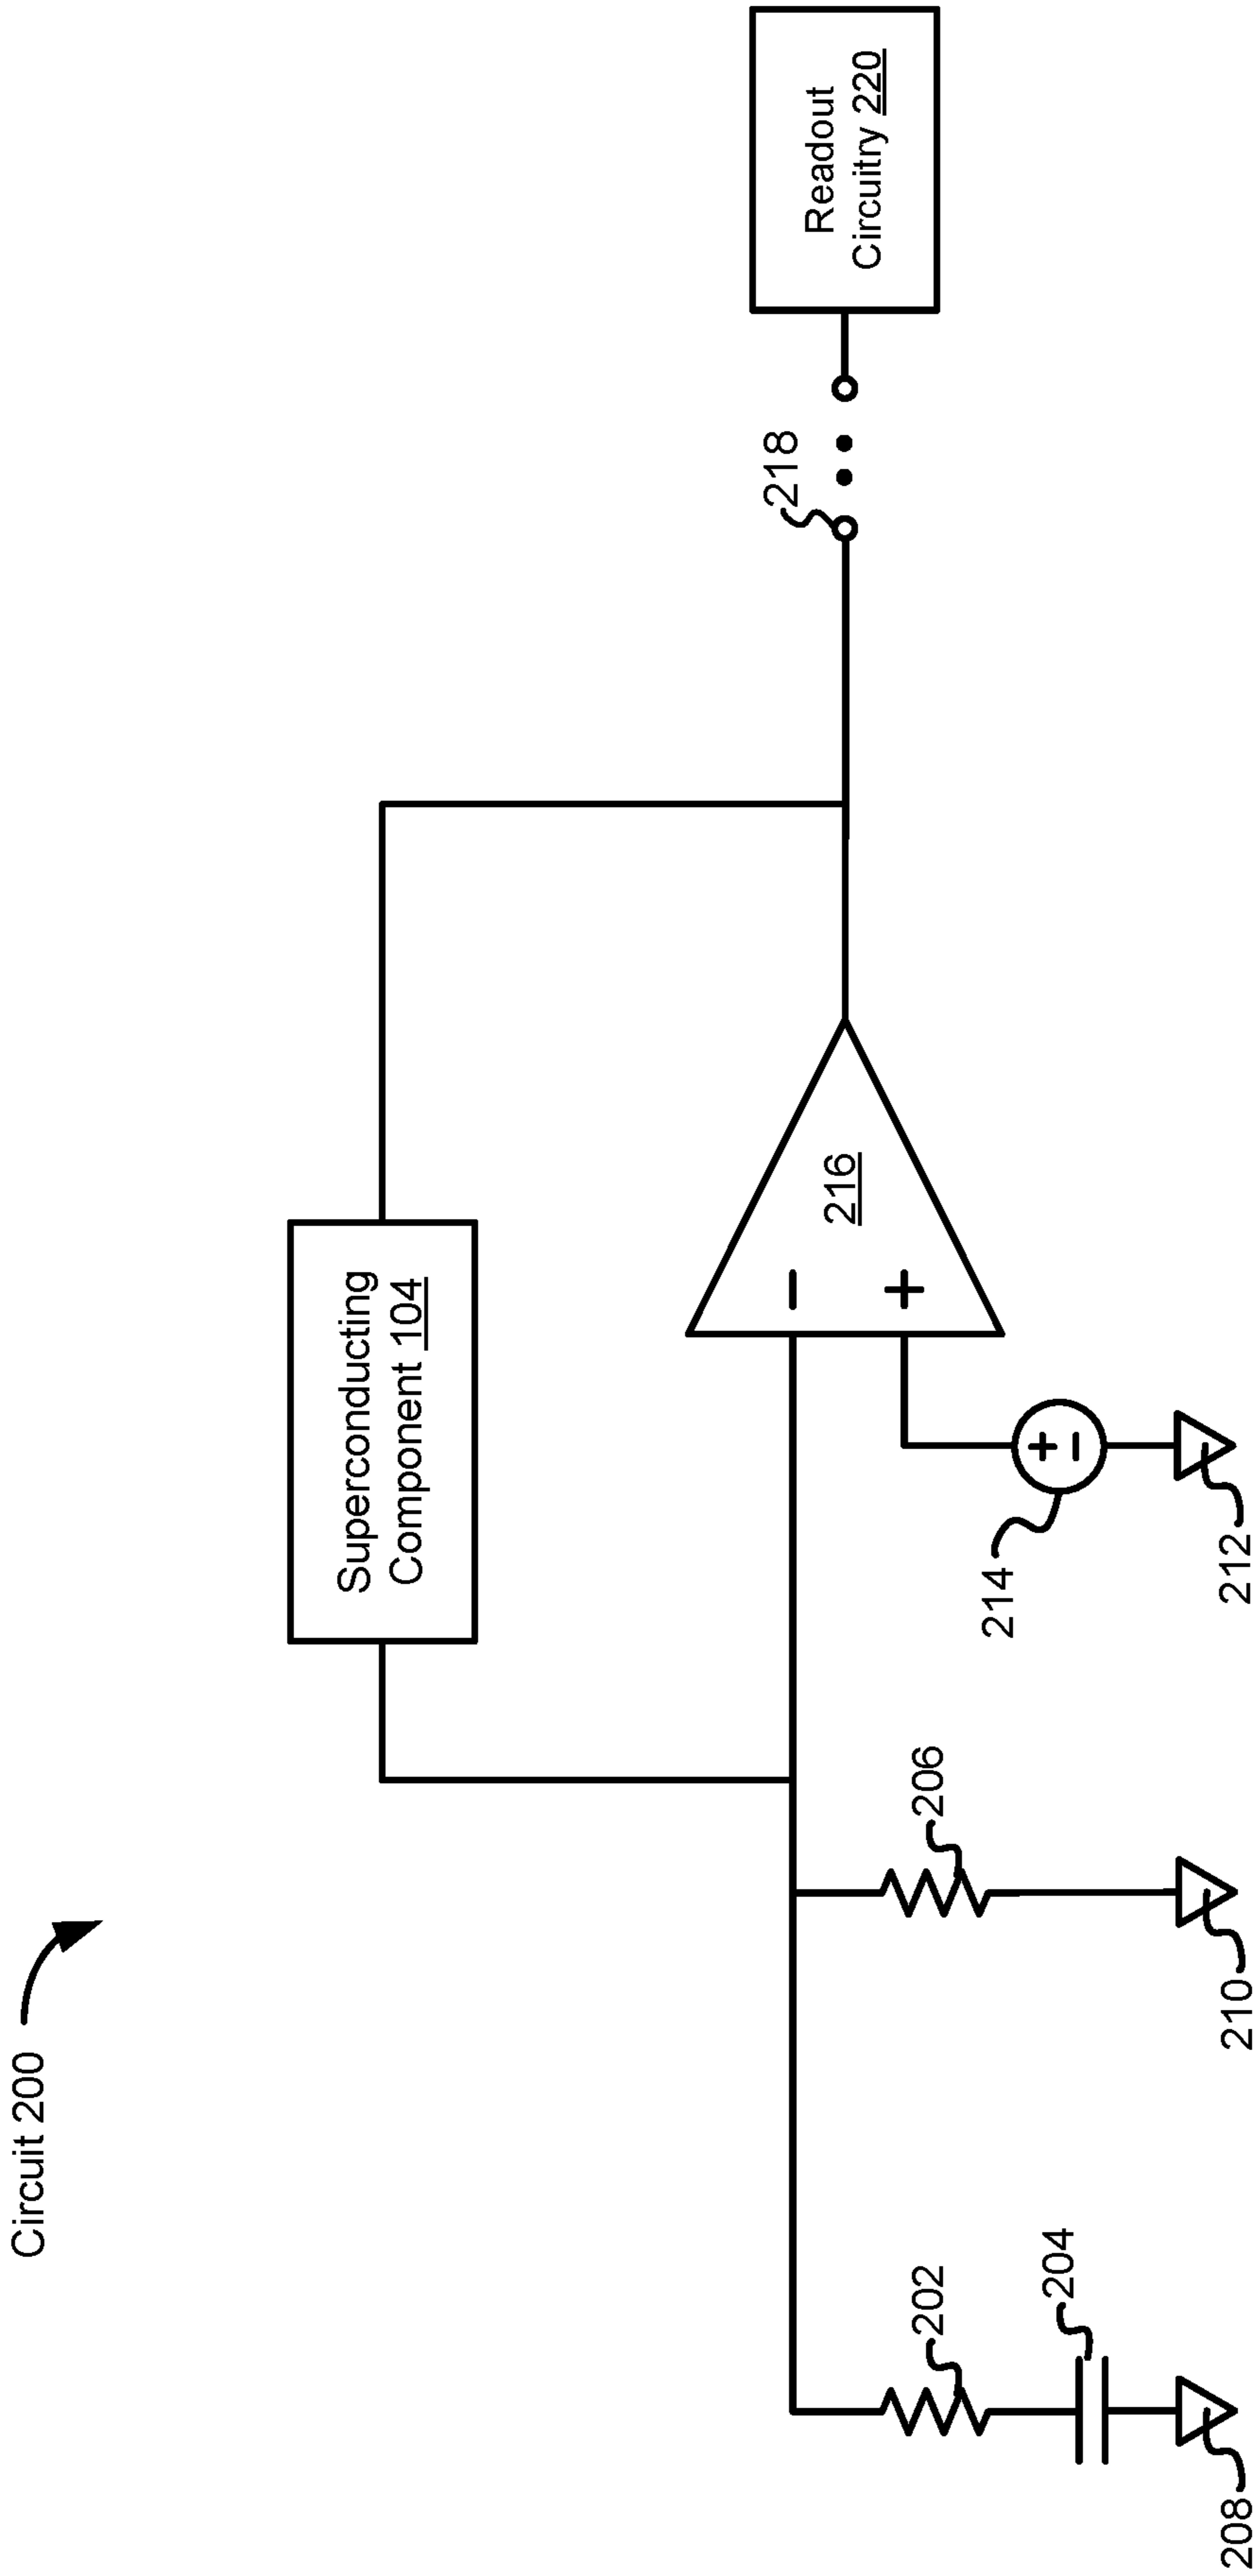 Circuit 200
Superconducting
Component 104
Readout
Circuitry 220
218
216
−
+
206
202
204
214
+
−
208
210
212